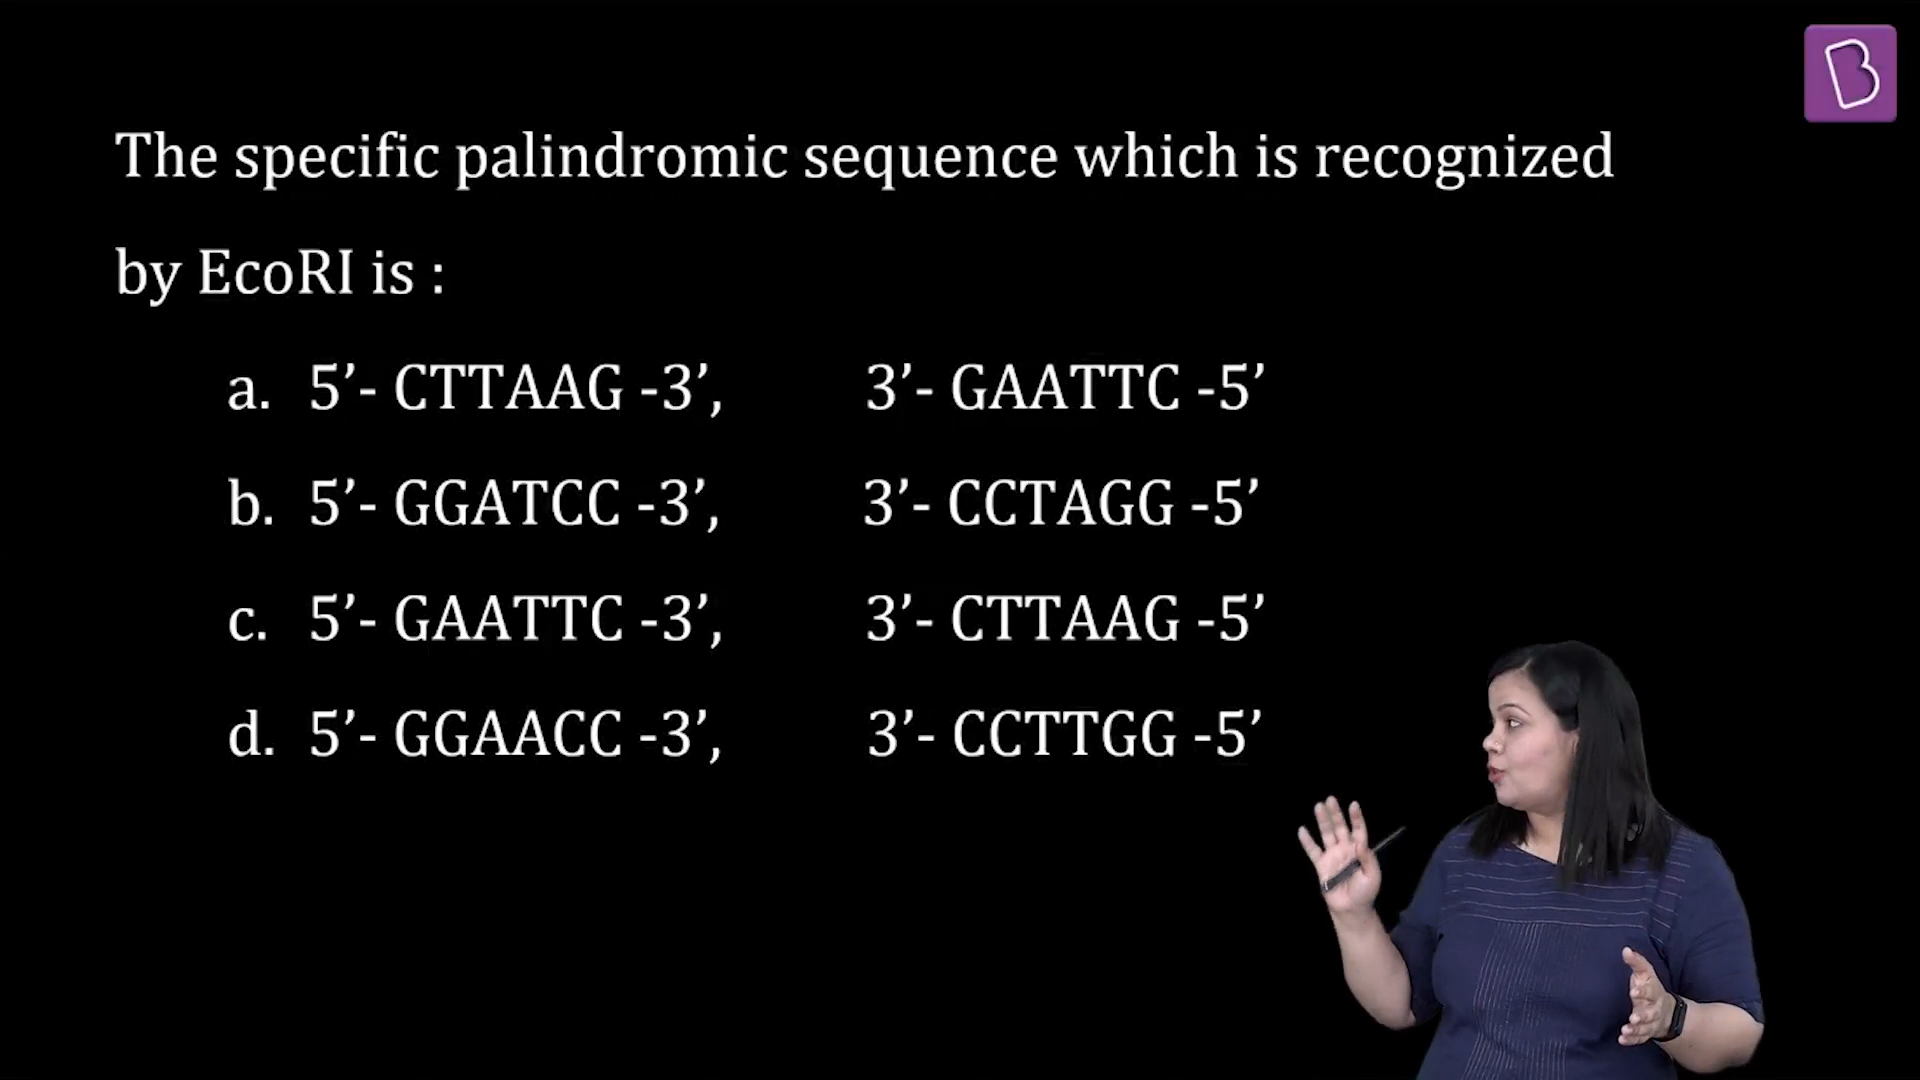 The specific palindromic sequence which is recognized
by EcoRI is :
a. 5’- CTTAAG -3’, 3’- GAATTC -5’
b. 5’- GGATCC -3’, 3’- CCTAGG -5’
c. 5’- GAATTC -3’, 3’- CTTAAG -5’
d. 5’- GGAACC -3’, 3’- CCTTGG -5’